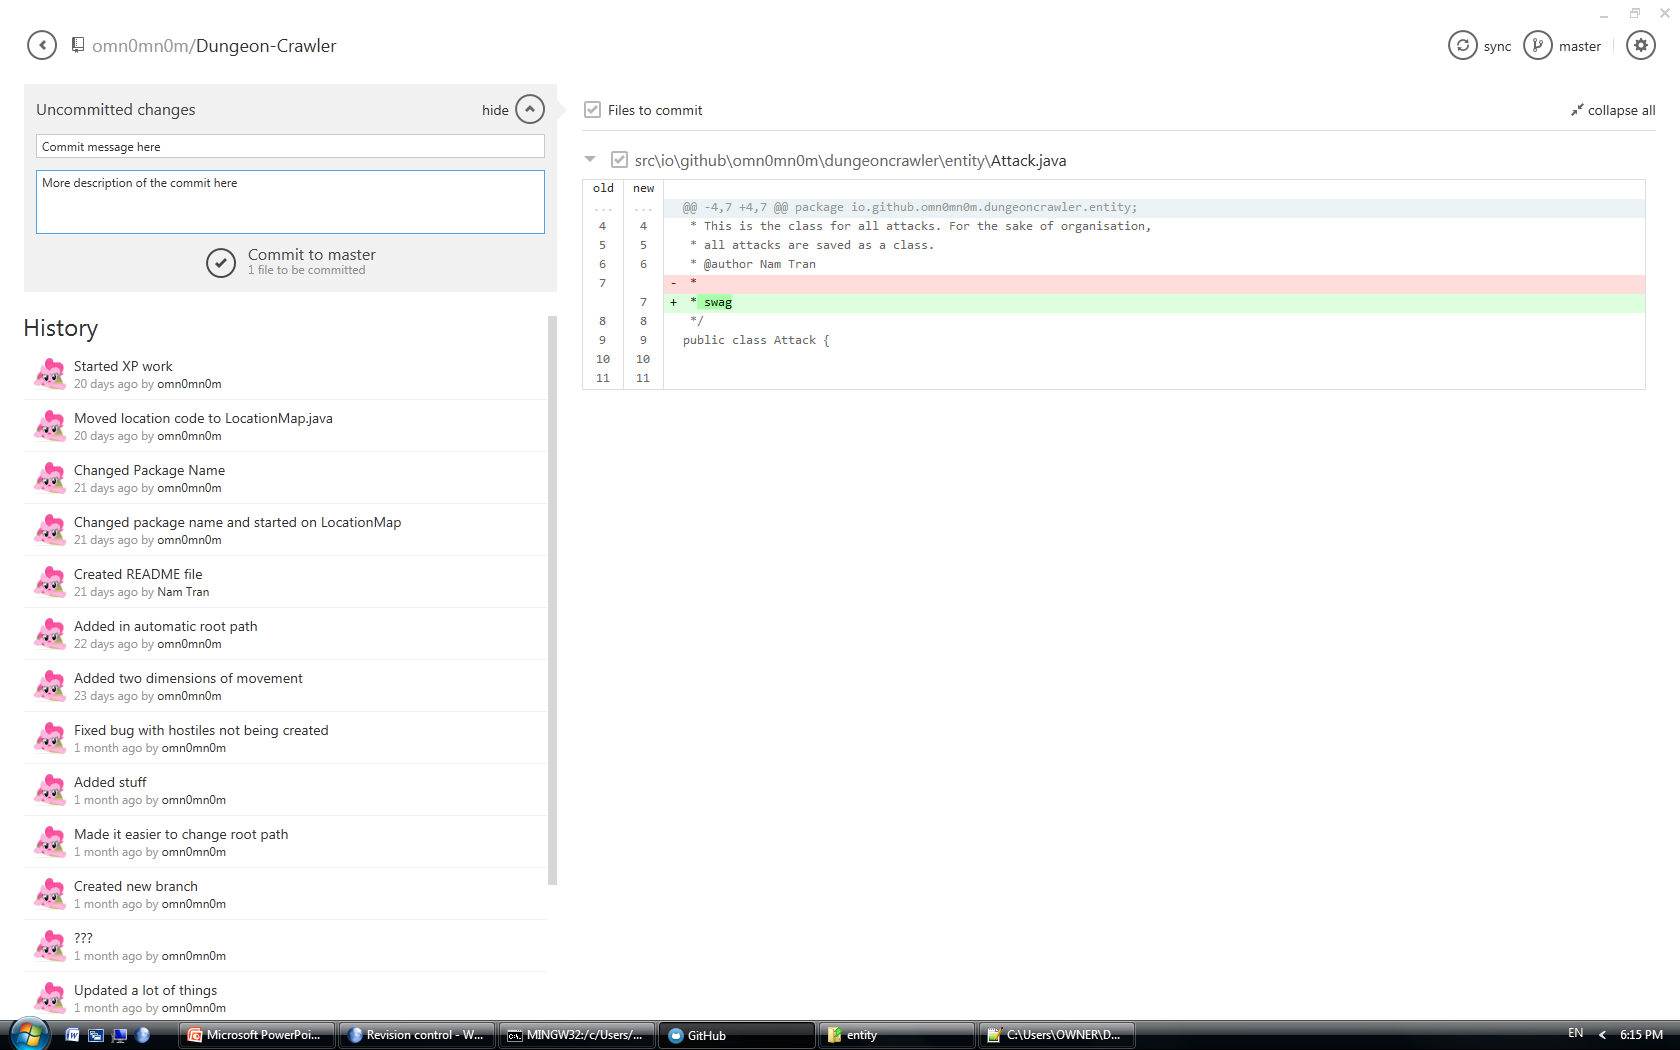 omn0mn0m/Dungeon-Crawler
sync
master
Uncommitted changes
hide
Commit message here
More description of the commit here
Commit to master
1 file to be committed
History
Started XP work
20 days ago by omn0mn0m
Moved location code to LocationMap.java
20 days ago by omn0mn0m
Changed Package Name
21 days ago by omn0mn0m
Changed package name and started on LocationMap
21 days ago by omn0mn0m
Created README file
21 days ago by Nam Tran
Added in automatic root path
22 days ago by omn0mn0m
Added two dimensions of movement
23 days ago by omn0mn0m
Fixed bug with hostiles not being created
1 month ago by omn0mn0m
Added stuff
1 month ago by omn0mn0m
Made it easier to change root path
1 month ago by omn0mn0m
Created new branch
1 month ago by omn0mn0m
???
1 month ago by omn0mn0m
Updated a lot of things
1 month ago by omn0mn0m
Files to commit
collapse all
src\io\github\omn0mn0m\dungeoncrawler\entity\Attack.java
old new
... ... @@ -4,7 +4,7 @@ package io.github.omn0mn0m.dungeoncrawler.entity;
4 4 * This is the class for all attacks. For the sake of organisation,
5 5 * all attacks are saved as a class.
6 6 * @author Nam Tran
7 - *
7 + * swag
8 8 */
9 9 public class Attack {
10 10
11 11
Microsoft PowerPoi...
Revision control - W...
MINGW32:/c/Users/...
GitHub
entity
C:\Users\OWNER\D...
EN
6:15 PM